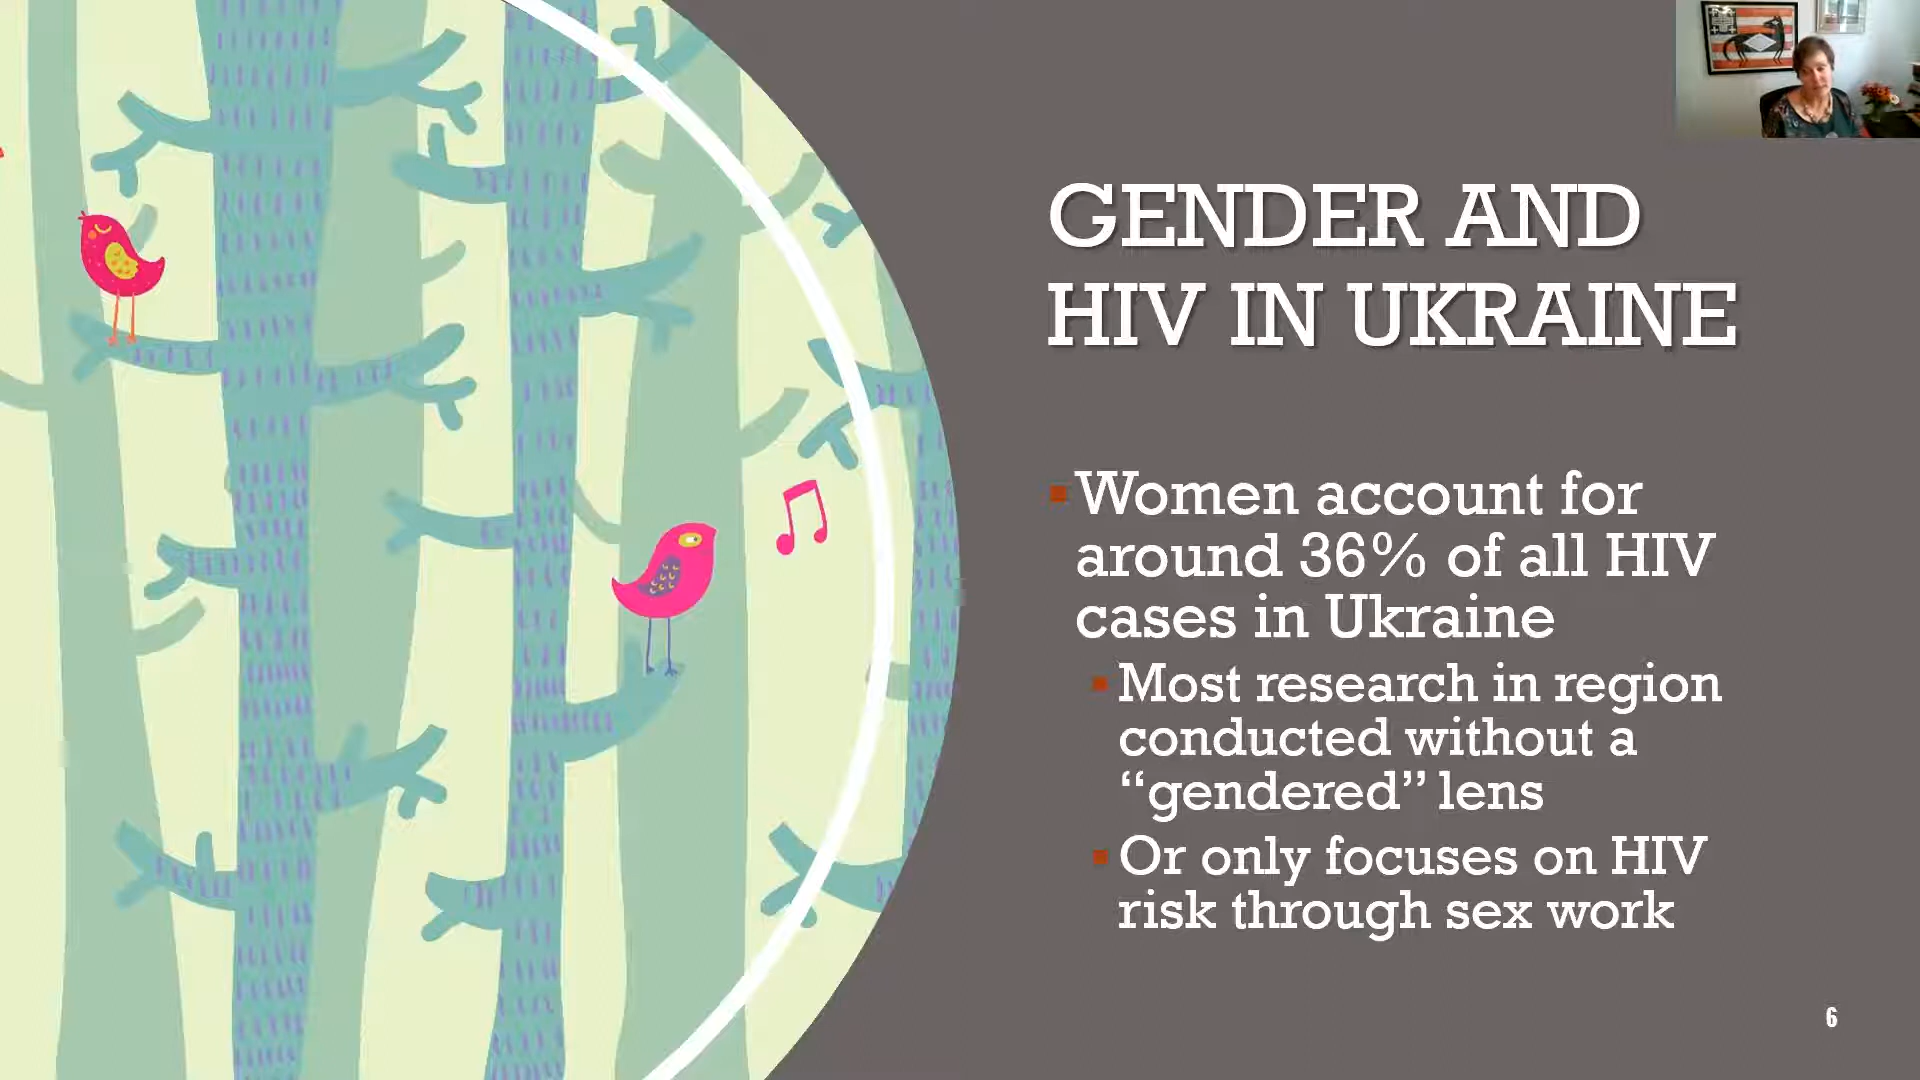 GENDER AND
HIV IN UKRAINE
Women account for
around 36% of all HIV
cases in Ukraine
Most research in region
conducted without a
“gendered” lens
Or only focuses on HIV
risk through sex work
6